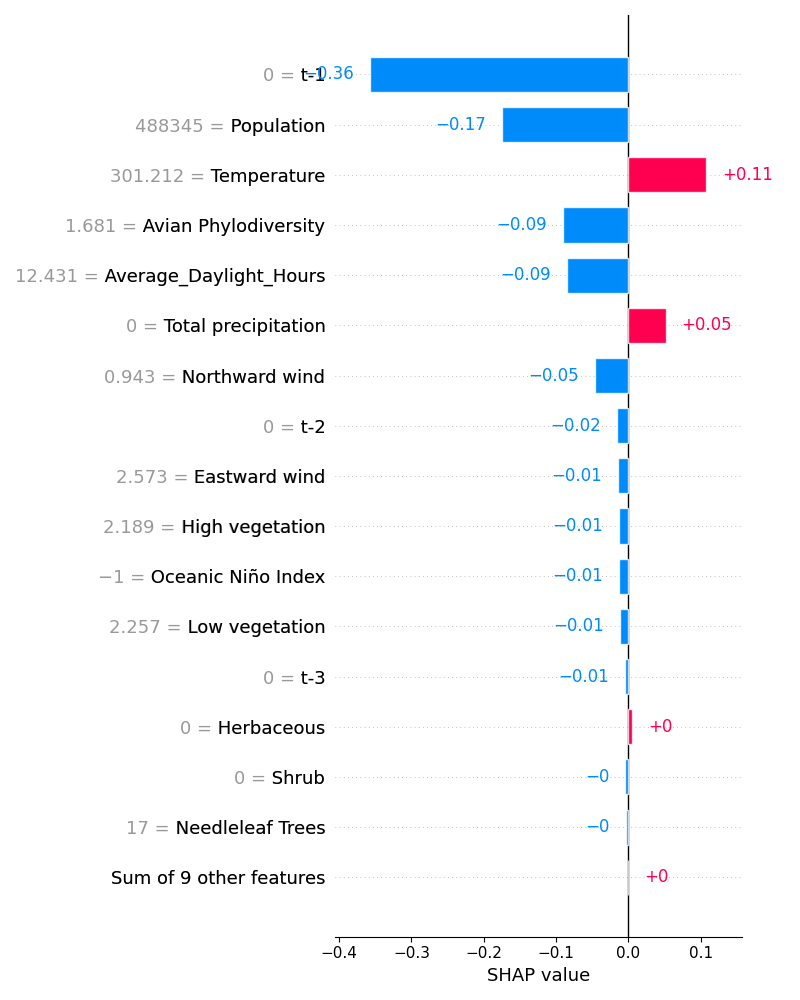 0 = t-1 −0.36
488345 = Population −0.17
301.212 = Temperature +0.11
1.681 = Avian Phylodiversity −0.09
12.431 = Average_Daylight_Hours −0.09
0 = Total precipitation +0.05
0.943 = Northward wind −0.05
0 = t-2 −0.02
2.573 = Eastward wind −0.01
2.189 = High vegetation −0.01
−1 = Oceanic Niño Index −0.01
2.257 = Low vegetation −0.01
0 = t-3 −0.01
0 = Herbaceous +0
0 = Shrub −0
17 = Needleleaf Trees −0
Sum of 9 other features +0
−0.4 −0.3 −0.2 −0.1 0.0 0.1
SHAP value